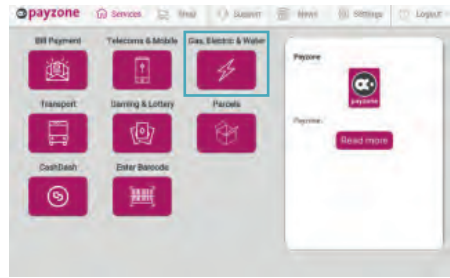 payzone Services Shop Support News Settings Logout
Bill Payment Telecoms & Mobile Gas, Electric & Water
Transport Gaming & Lottery Parcels
CashDash Enter Barcode
Payzone
payzone
Payzone
Read more